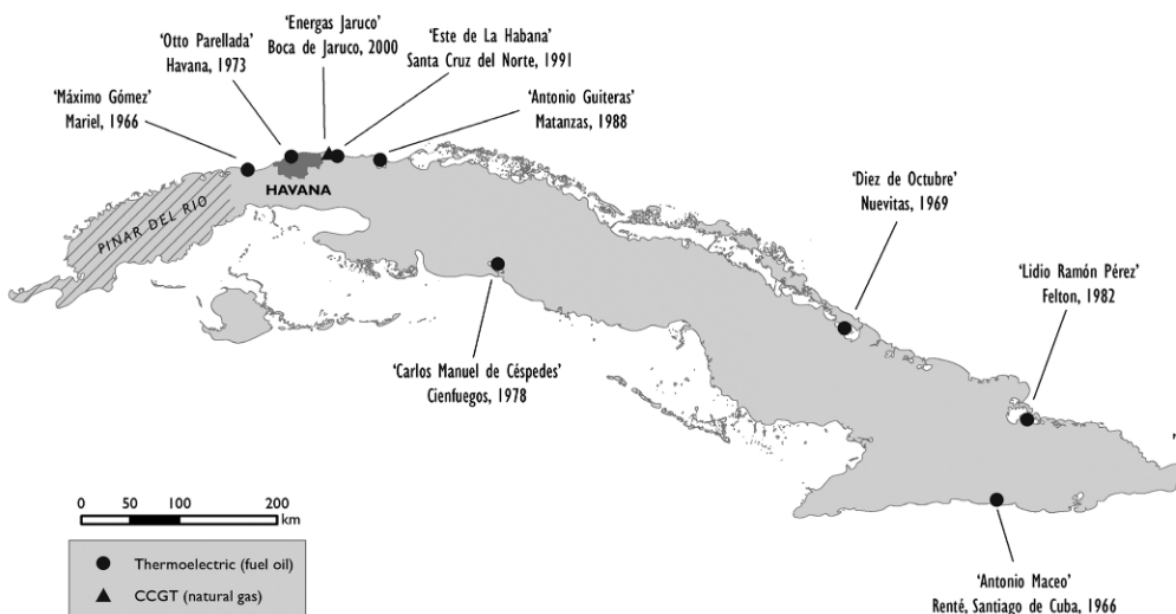 'Energas Jaruco'
Boca de Jaruco, 2000
'Otto Parellada'
Havana, 1973
'Este de La Habana'
Santa Cruz del Norte, 1991
'Máximo Gómez'
Mariel, 1966
'Antonio Guiteras'
Matanzas, 1988
HAVANA
PINAR DEL RIO
'Diez de Octubre'
Nuevitas, 1969
'Lidio Ramón Pérez'
Felton, 1982
'Carlos Manuel de Céspedes'
Cienfuegos, 1978
0 50 100 200
km
Thermoelectric (fuel oil)
CCGT (natural gas)
'Antonio Maceo'
Renté, Santiago de Cuba, 1966